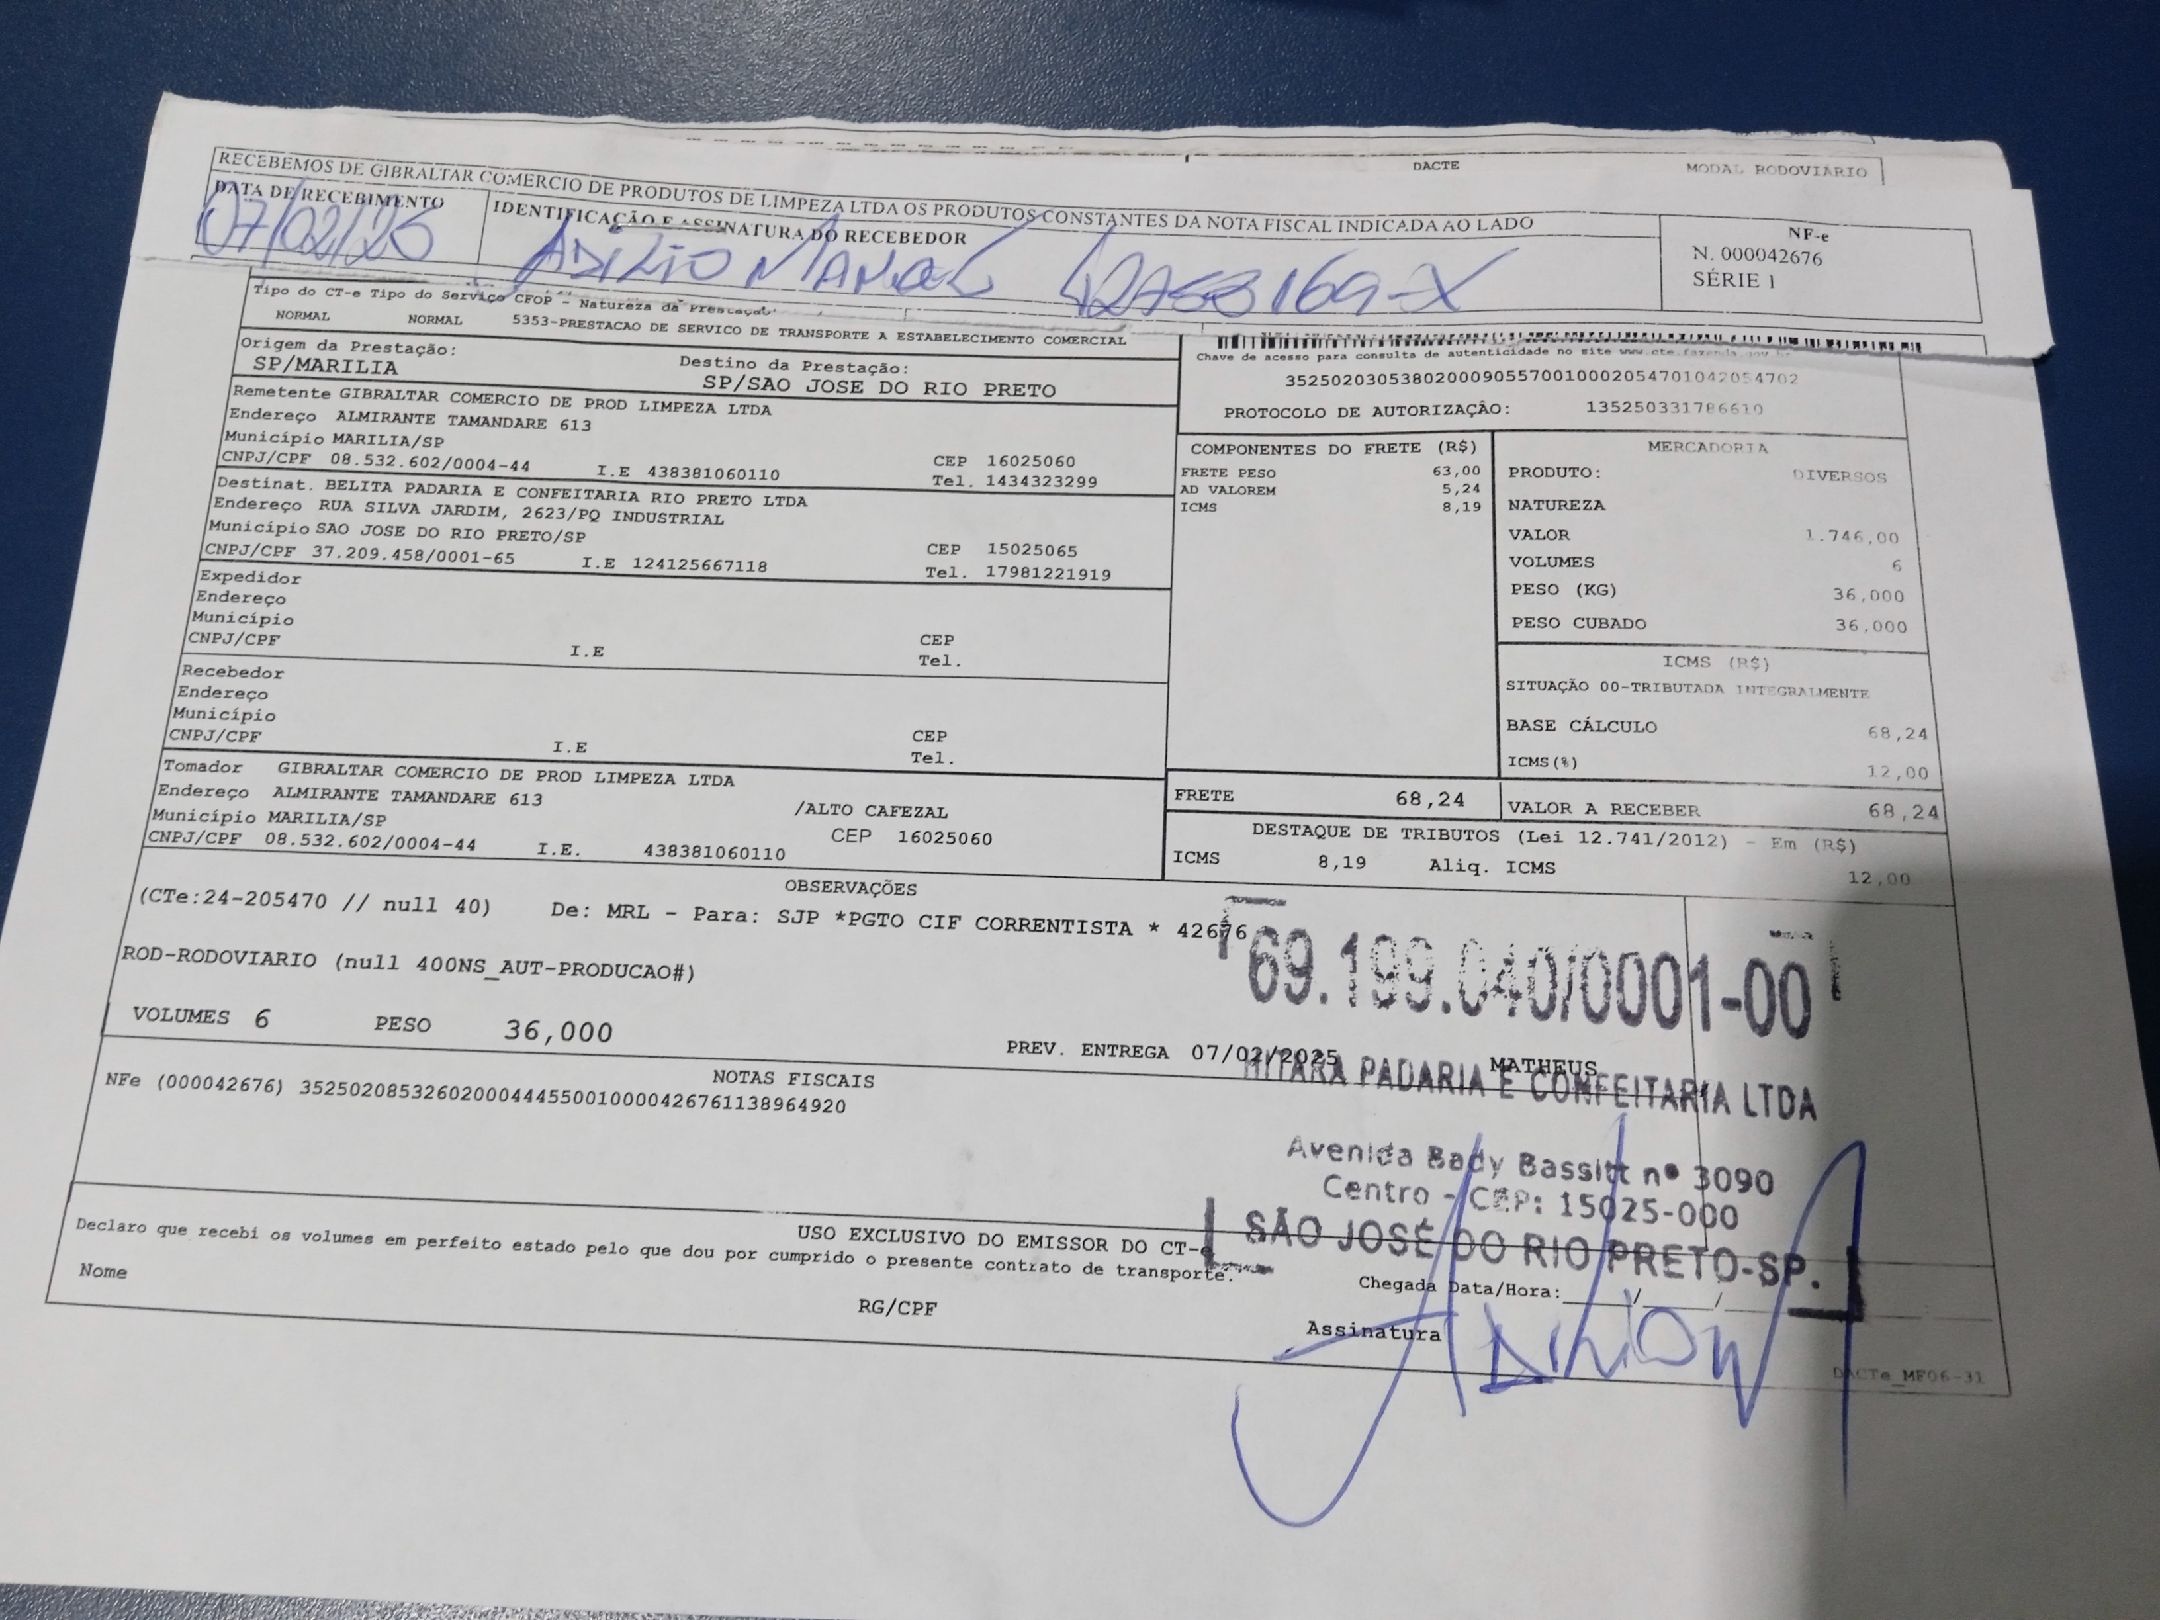 DACTE MODAL RODOVIÁRIO
RECEBEMOS DE GIBRALTAR COMERCIO DE PRODUTOS DE LIMPEZA LTDA OS PRODUTOS CONSTANTES DA NOTA FISCAL INDICADA AO LADO
DATA DE RECEBIMENTO
07/02/25
IDENTIFICAÇÃO E ASSINATURA DO RECEBEDOR
ADIZIO MANOEL
NF-e
N. 000042676
SÉRIE 1
Tipo do CT-e Tipo do Serviço CFOP - Natureza da Prestação
NORMAL NORMAL 5353-PRESTACAO DE SERVICO DE TRANSPORTE A ESTABELECIMENTO COMERCIAL
Origem da Prestação:
SP/MARILIA
Destino da Prestação:
SP/SAO JOSE DO RIO PRETO
Chave de acesso para consulta de autenticidade no site www.cte.fazenda.gov.br
35250203053802000905570010002054701042054702
PROTOCOLO DE AUTORIZAÇÃO: 135250331786610
Remetente GIBRALTAR COMERCIO DE PROD LIMPEZA LTDA
Endereço ALMIRANTE TAMANDARE 613
Município MARILIA/SP CEP 16025060
CNPJ/CPF 08.532.602/0004-44 I.E 438381060110 Tel. 1434323299
Destinat. BELITA PADARIA E CONFEITARIA RIO PRETO LTDA
Endereço RUA SILVA JARDIM, 2623/PQ INDUSTRIAL
Município SAO JOSE DO RIO PRETO/SP CEP 15025065
CNPJ/CPF 37.209.458/0001-65 I.E 124125667118 Tel. 17981221919
Expedidor
Endereço
Município CEP
CNPJ/CPF I.E Tel.
Recebedor
Endereço
Município CEP
CNPJ/CPF I.E Tel.
Tomador GIBRALTAR COMERCIO DE PROD LIMPEZA LTDA
Endereço ALMIRANTE TAMANDARE 613 /ALTO CAFEZAL
Município MARILIA/SP CEP 16025060
CNPJ/CPF 08.532.602/0004-44 I.E. 438381060110
COMPONENTES DO FRETE (R$)
FRETE PESO 63,00
AD VALOREM 5,24
ICMS 8,19
MERCADORIA
PRODUTO: DIVERSOS
NATUREZA
VALOR 1.746,00
VOLUMES 6
PESO (KG) 36,000
PESO CUBADO 36,000
ICMS (R$)
SITUAÇÃO 00-TRIBUTADA INTEGRALMENTE
BASE CÁLCULO 68,24
ICMS(%) 12,00
FRETE 68,24 VALOR A RECEBER 68,24
DESTAQUE DE TRIBUTOS (Lei 12.741/2012) - Em (R$)
ICMS 8,19 Aliq. ICMS 12,00
OBSERVAÇÕES
(CTe:24-205470 // null 40) De: MRL - Para: SJP *PGTO CIF CORRENTISTA * 42676
ROD-RODOVIARIO (null 400NS_AUT-PRODUCAO#)
VOLUMES 6 PESO 36,000
PREV. ENTREGA 07/02/2025 MATHEUS
NOTAS FISCAIS
NFe (000042676) 35250208532602000444550010000426761138964920
69.199.040/0001-00
PADARIA E CONFEITARIA LTDA
Avenida Bady Bassitt nº 3090
Centro - CEP: 15025-000
SÃO JOSÉ DO RIO PRETO-SP.
USO EXCLUSIVO DO EMISSOR DO CT-e
Declaro que recebi os volumes em perfeito estado pelo que dou por cumprido o presente contrato de transporte.
Nome RG/CPF
Chegada Data/Hora:____/____/____
Assinatura
DACTe_MF06-31